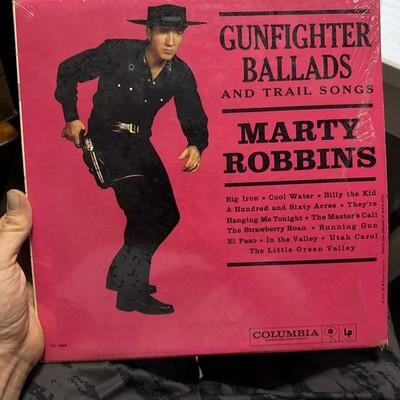 GUNFIGHTER
BALLADS
AND TRAIL SONGS
MARTY
ROBBINS
Big Iron • Cool Water • Billy the Kid
A Hundred and Sixty Acres • They're
Hanging Me Tonight • The Master's Call
The Strawberry Roan • Running Gun
El Paso • In the Valley • Utah Carol
The Little Green Valley
COLUMBIA
LP